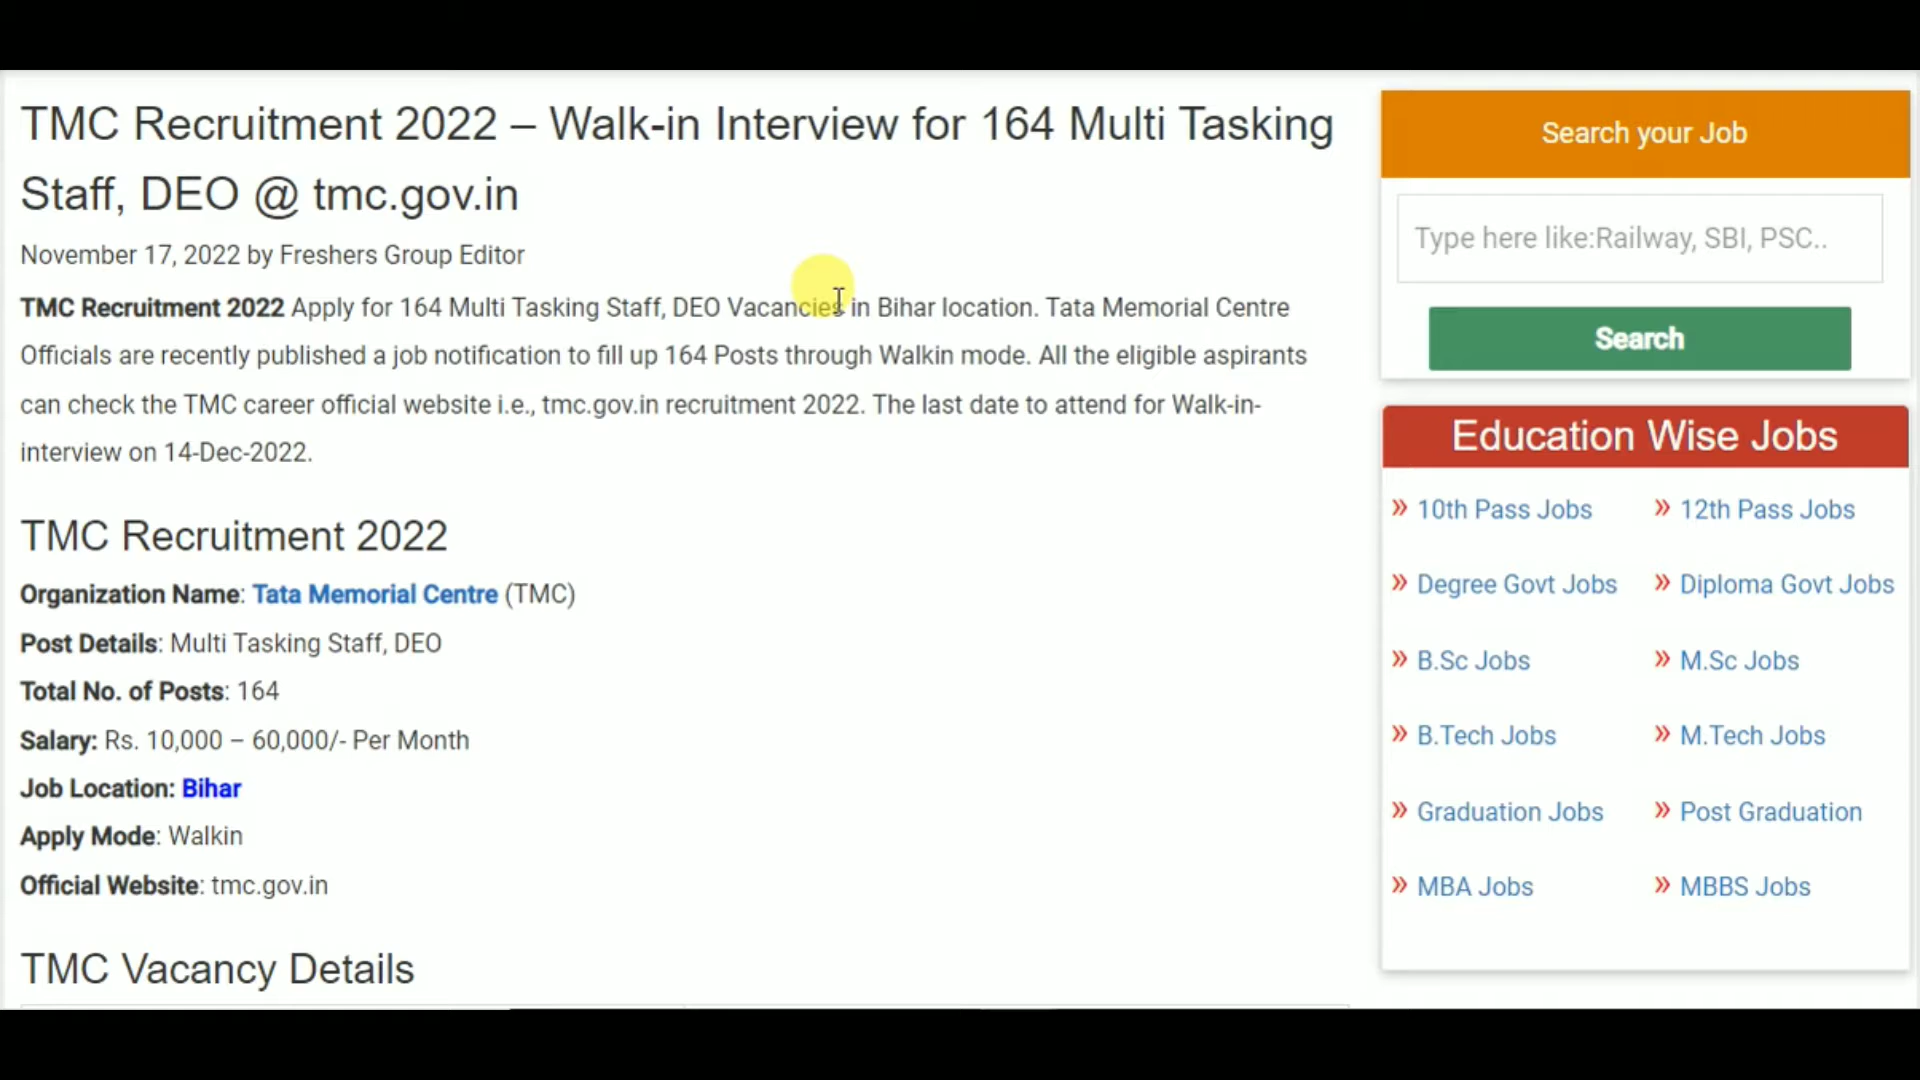 TMC Recruitment 2022 – Walk-in Interview for 164 Multi Tasking
Staff, DEO @ tmc.gov.in
November 17, 2022 by Freshers Group Editor
TMC Recruitment 2022 Apply for 164 Multi Tasking Staff, DEO Vacancies in Bihar location. Tata Memorial Centre
Officials are recently published a job notification to fill up 164 Posts through Walkin mode. All the eligible aspirants
can check the TMC career official website i.e., tmc.gov.in recruitment 2022. The last date to attend for Walk-in-
interview on 14-Dec-2022.
TMC Recruitment 2022
Organization Name: Tata Memorial Centre (TMC)
Post Details: Multi Tasking Staff, DEO
Total No. of Posts: 164
Salary: Rs. 10,000 – 60,000/- Per Month
Job Location: Bihar
Apply Mode: Walkin
Official Website: tmc.gov.in
TMC Vacancy Details
Search your Job
Type here like:Railway, SBI, PSC..
Search
Education Wise Jobs
» 10th Pass Jobs » 12th Pass Jobs
» Degree Govt Jobs » Diploma Govt Jobs
» B.Sc Jobs » M.Sc Jobs
» B.Tech Jobs » M.Tech Jobs
» Graduation Jobs » Post Graduation
» MBA Jobs » MBBS Jobs